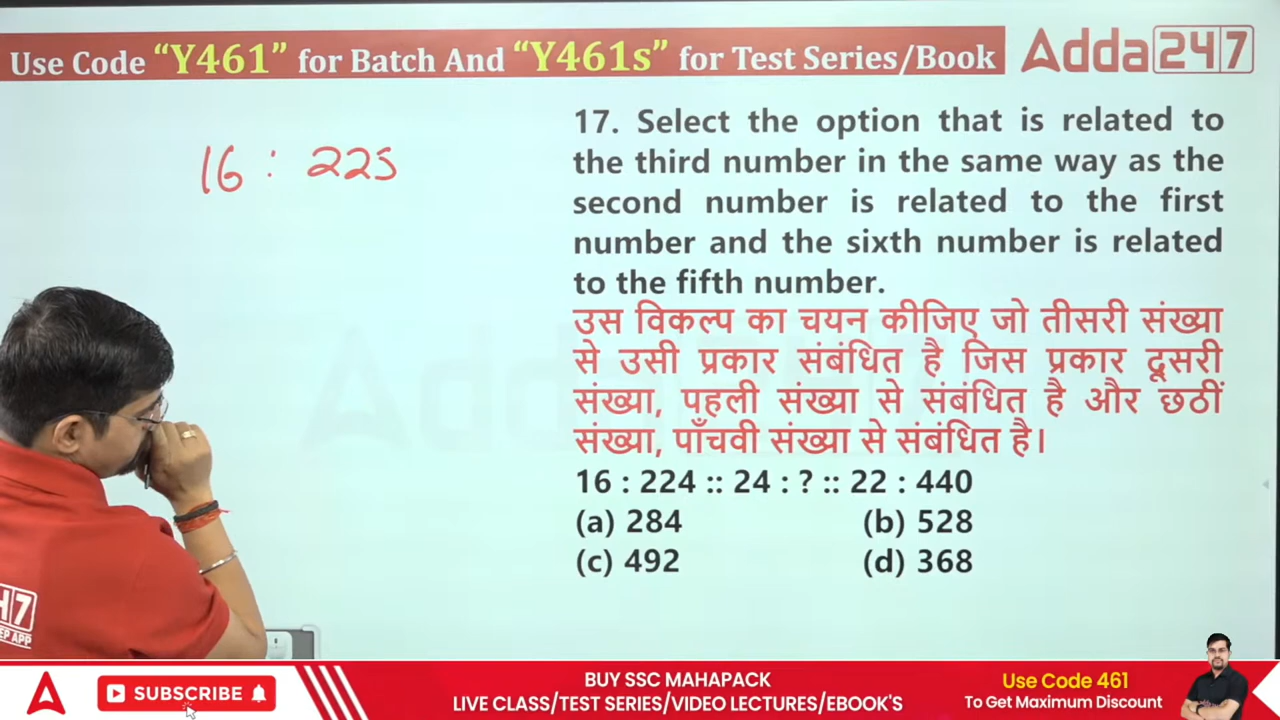 Use Code “Y461” for Batch And “Y461s” for Test Series/Book
Adda247
16 : 225
17. Select the option that is related to
the third number in the same way as the
second number is related to the first
number and the sixth number is related
to the fifth number.
उस विकल्प का चयन कीजिए जो तीसरी संख्या
से उसी प्रकार संबंधित है जिस प्रकार दूसरी
संख्या, पहली संख्या से संबंधित है और छठीं
संख्या, पाँचवी संख्या से संबंधित है।
16 : 224 :: 24 : ? :: 22 : 440
(a) 284 (b) 528
(c) 492 (d) 368
SUBSCRIBE
BUY SSC MAHAPACK
LIVE CLASS/TEST SERIES/VIDEO LECTURES/EBOOK'S
Use Code 461
To Get Maximum Discount